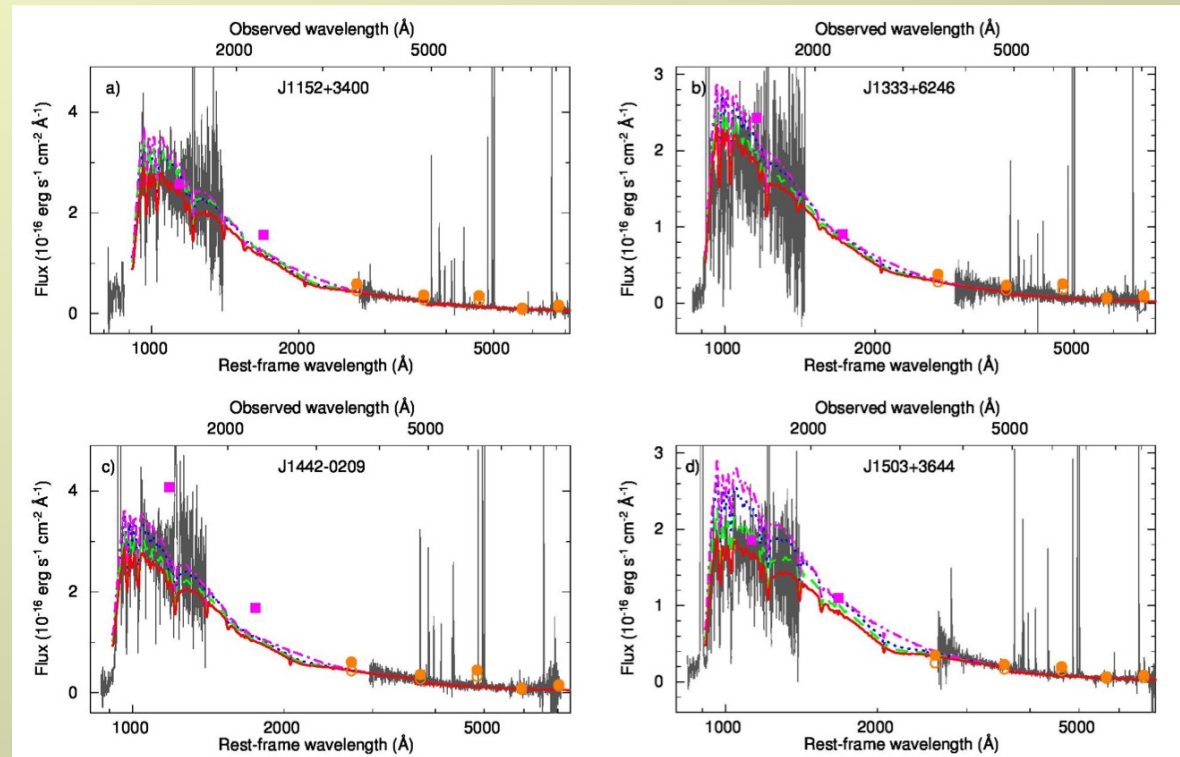 Observed wavelength (Å)
2000 5000
a) J1152+3400
Flux (10⁻¹⁶ erg s⁻¹ cm⁻² Å⁻¹)
4
2
0
1000 2000 5000
Rest-frame wavelength (Å)
Observed wavelength (Å)
2000 5000
b) J1333+6246
Flux (10⁻¹⁶ erg s⁻¹ cm⁻² Å⁻¹)
3
2
1
0
1000 2000 5000
Rest-frame wavelength (Å)
Observed wavelength (Å)
2000 5000
c) J1442-0209
Flux (10⁻¹⁶ erg s⁻¹ cm⁻² Å⁻¹)
4
2
0
1000 2000 5000
Rest-frame wavelength (Å)
Observed wavelength (Å)
2000 5000
d) J1503+3644
Flux (10⁻¹⁶ erg s⁻¹ cm⁻² Å⁻¹)
3
2
1
0
1000 2000 5000
Rest-frame wavelength (Å)